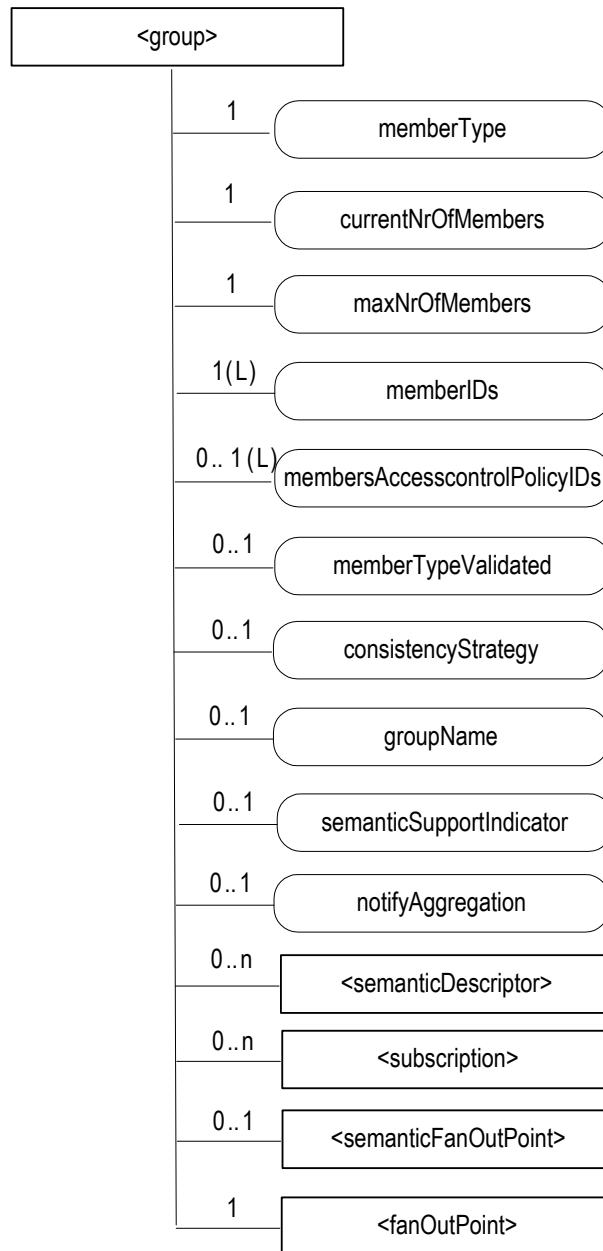 <group>
1
memberType
1
currentNrOfMembers
1
maxNrOfMembers
1(L)
memberIDs
0..1(L)
membersAccesscontrolPolicyIDs
0..1
memberTypeValidated
0..1
consistencyStrategy
0..1
groupName
0..1
semanticSupportIndicator
0..1
notifyAggregation
0..n
<semanticDescriptor>
0..n
<subscription>
0..1
<semanticFanOutPoint>
1
<fanOutPoint>